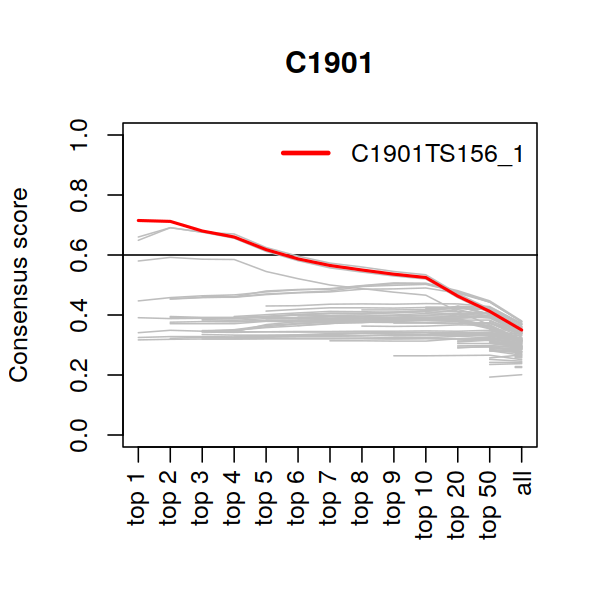 C1901
C1901TS156_1
Consensus score
1.0
0.8
0.6
0.4
0.2
0.0
top 1
top 2
top 3
top 4
top 5
top 6
top 7
top 8
top 9
top 10
top 20
top 50
all